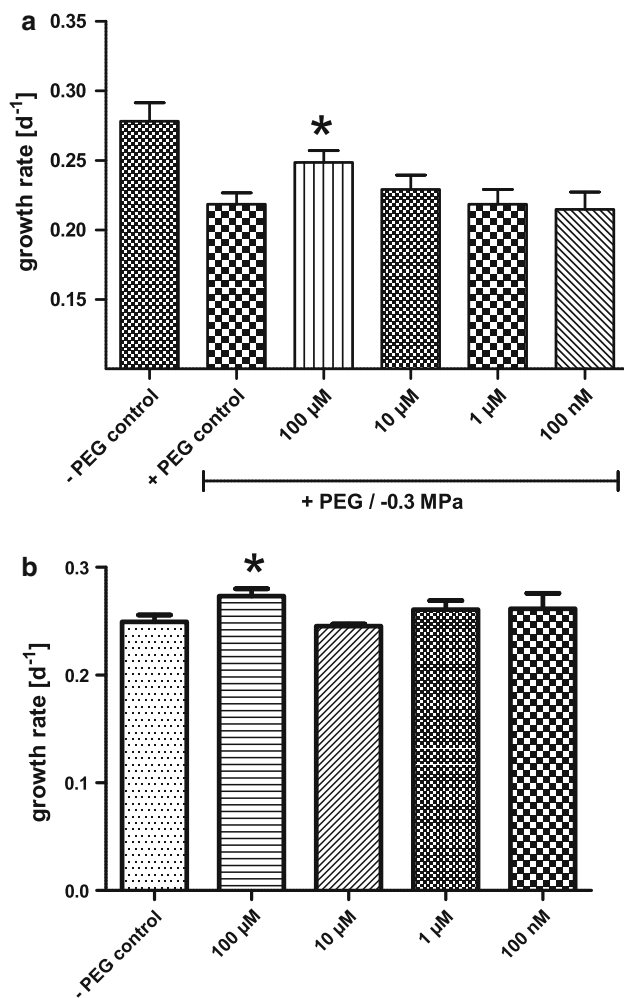 a
growth rate [d⁻¹]
0.35
0.30
0.25
0.20
0.15
*
- PEG control
+ PEG control
100 µM
10 µM
1 µM
100 nM
+ PEG / -0.3 MPa
b
growth rate [d⁻¹]
0.3
0.2
0.1
0.0
*
- PEG control
100 µM
10 µM
1 µM
100 nM